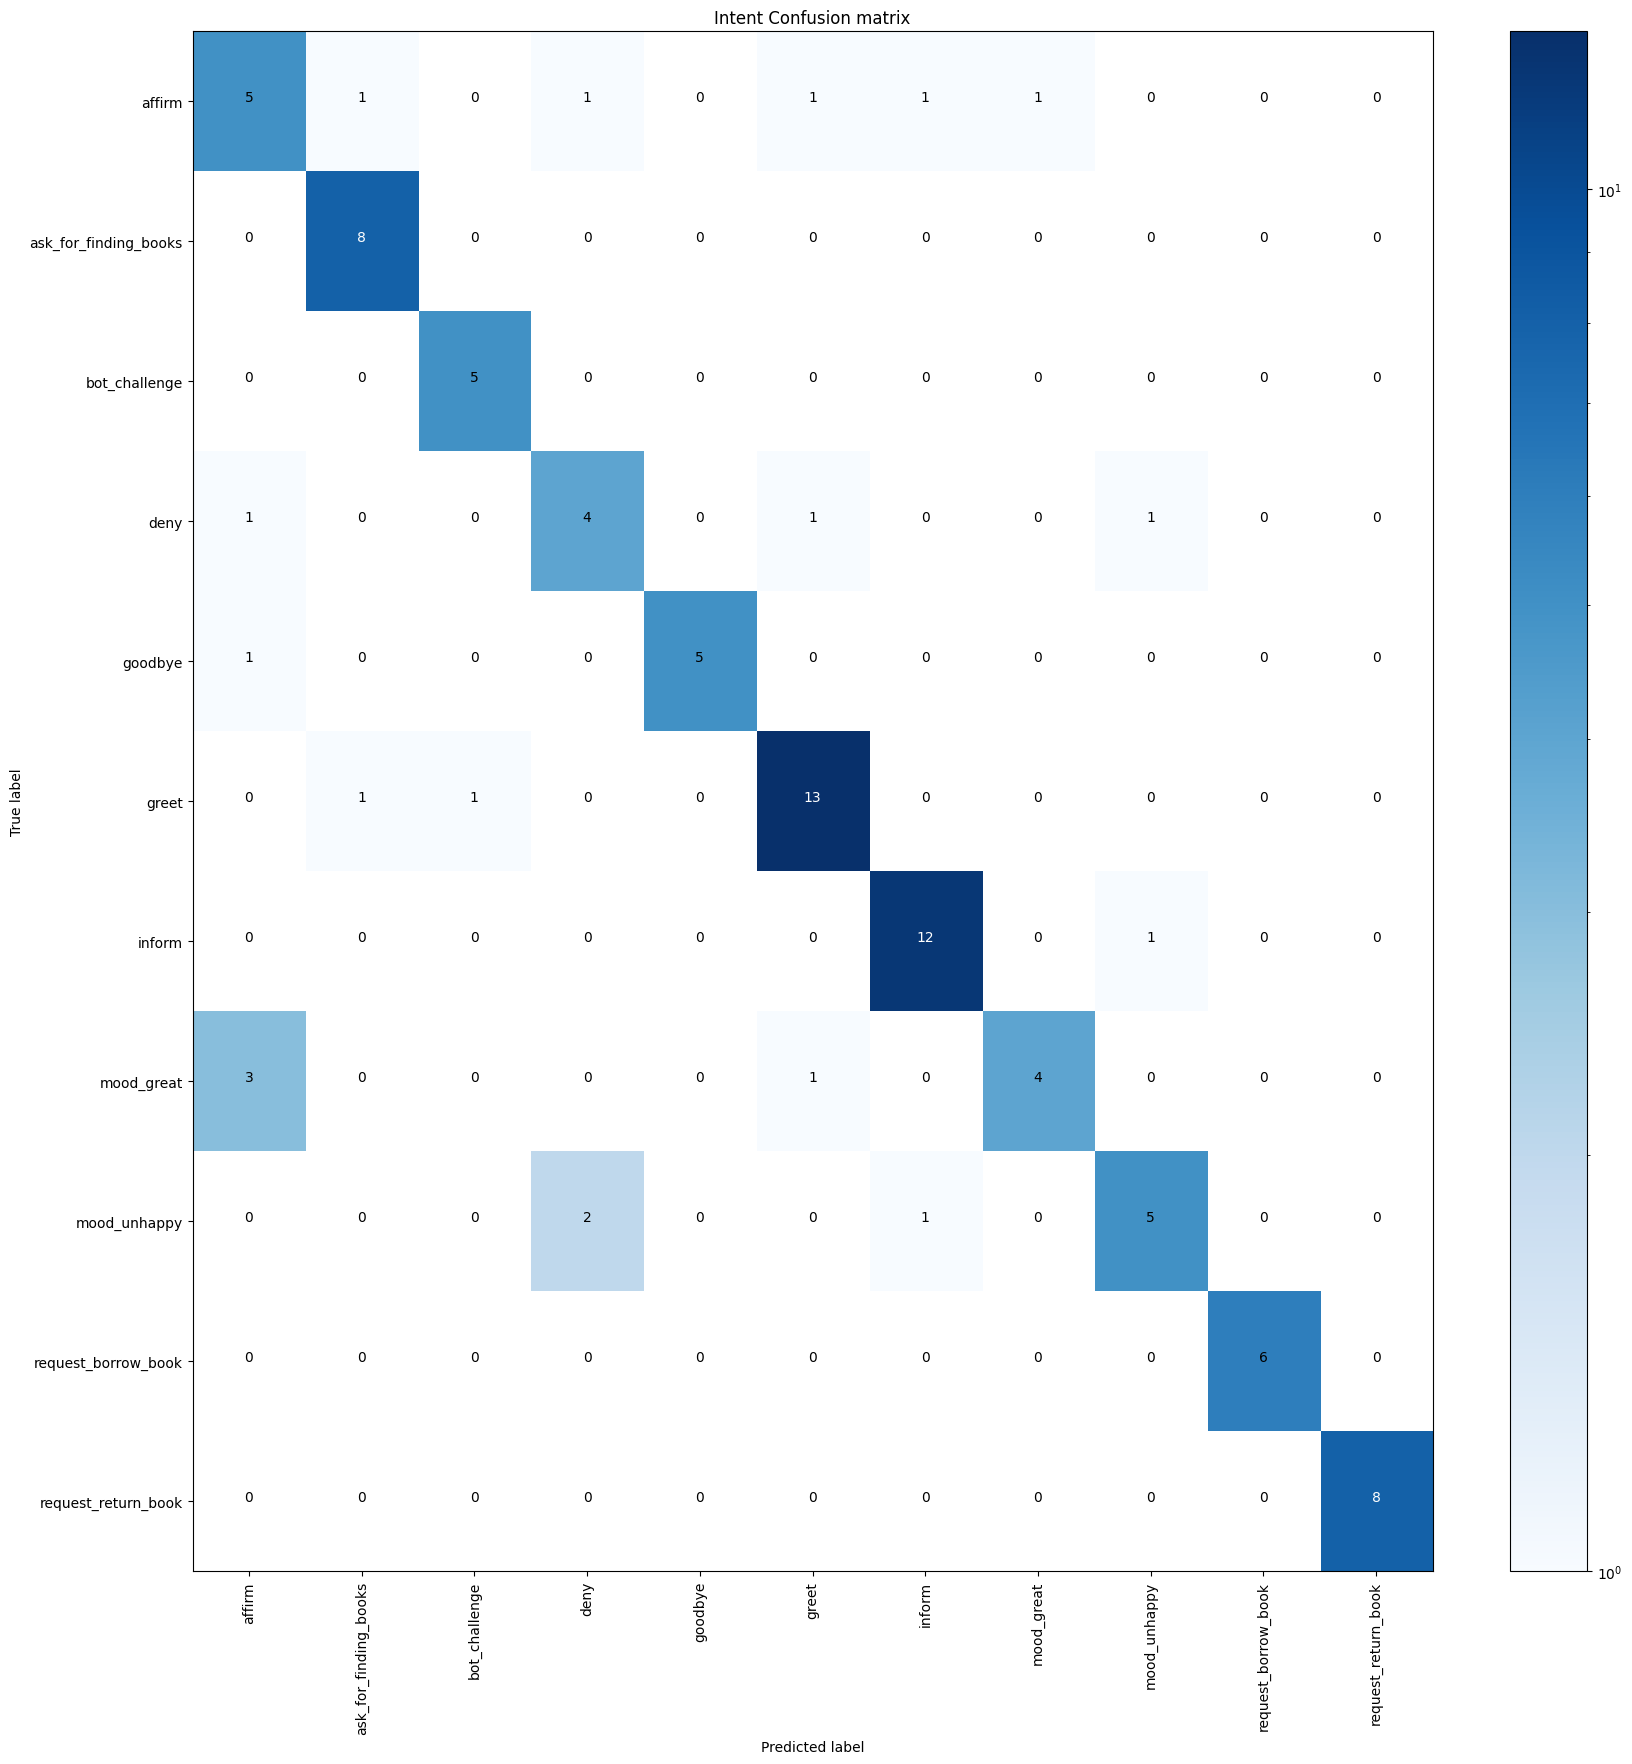 Intent Confusion matrix
affirm 5 1 0 1 0 1 1 1 0 0 0
10¹
ask_for_finding_books 0 8 0 0 0 0 0 0 0 0 0
bot_challenge 0 0 5 0 0 0 0 0 0 0 0
deny 1 0 0 4 0 1 0 0 1 0 0
goodbye 1 0 0 0 5 0 0 0 0 0 0
True label
greet 0 1 1 0 0 13 0 0 0 0 0
inform 0 0 0 0 0 0 12 0 1 0 0
mood_great 3 0 0 0 0 1 0 4 0 0 0
mood_unhappy 0 0 0 2 0 0 1 0 5 0 0
request_borrow_book 0 0 0 0 0 0 0 0 0 6 0
request_return_book 0 0 0 0 0 0 0 0 0 0 8
10⁰
affirm
ask_for_finding_books
bot_challenge
deny
goodbye
greet
inform
mood_great
mood_unhappy
request_borrow_book
request_return_book
Predicted label